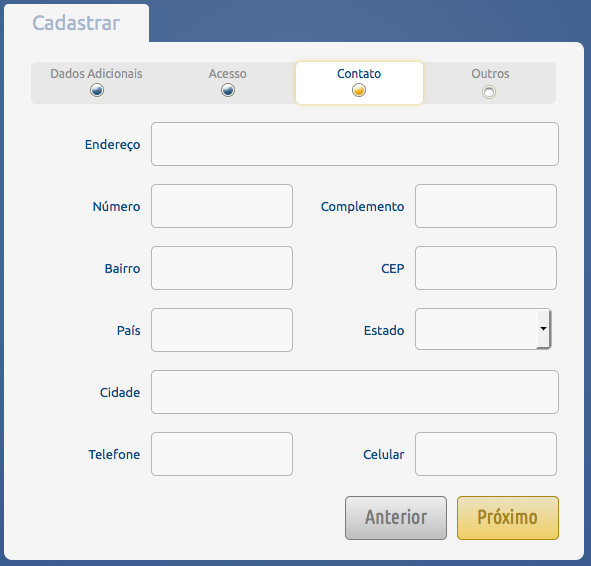 Cadastrar
Dados Adicionais Acesso Contato Outros
Endereço
Número Complemento
Bairro CEP
País Estado
Cidade
Telefone Celular
Anterior Próximo